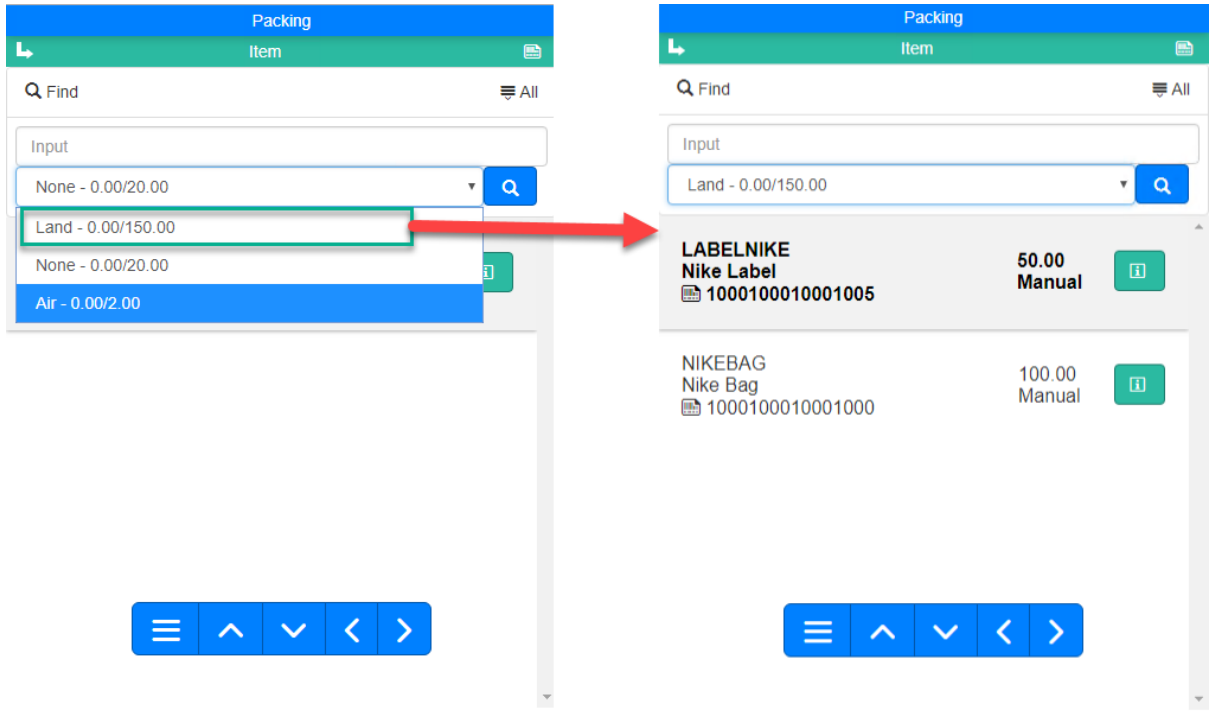 Packing
Item
Find
All
Input
None - 0.00/20.00
Land - 0.00/150.00
None - 0.00/20.00
Air - 0.00/2.00
Packing
Item
Find
All
Input
Land - 0.00/150.00
LABELNIKE
Nike Label
1000100010001005
50.00
Manual
NIKEBAG
Nike Bag
1000100010001000
100.00
Manual